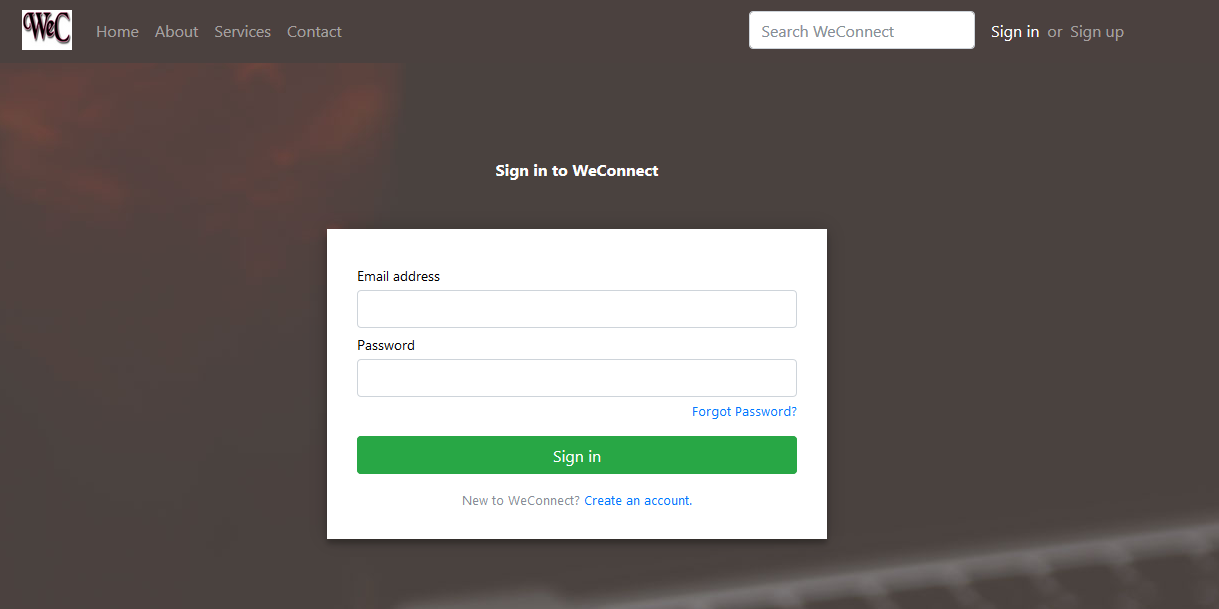 WeC Home About Services Contact Search WeConnect Sign in or Sign up
Sign in to WeConnect
Email address
Password
Forgot Password?
Sign in
New to WeConnect? Create an account.